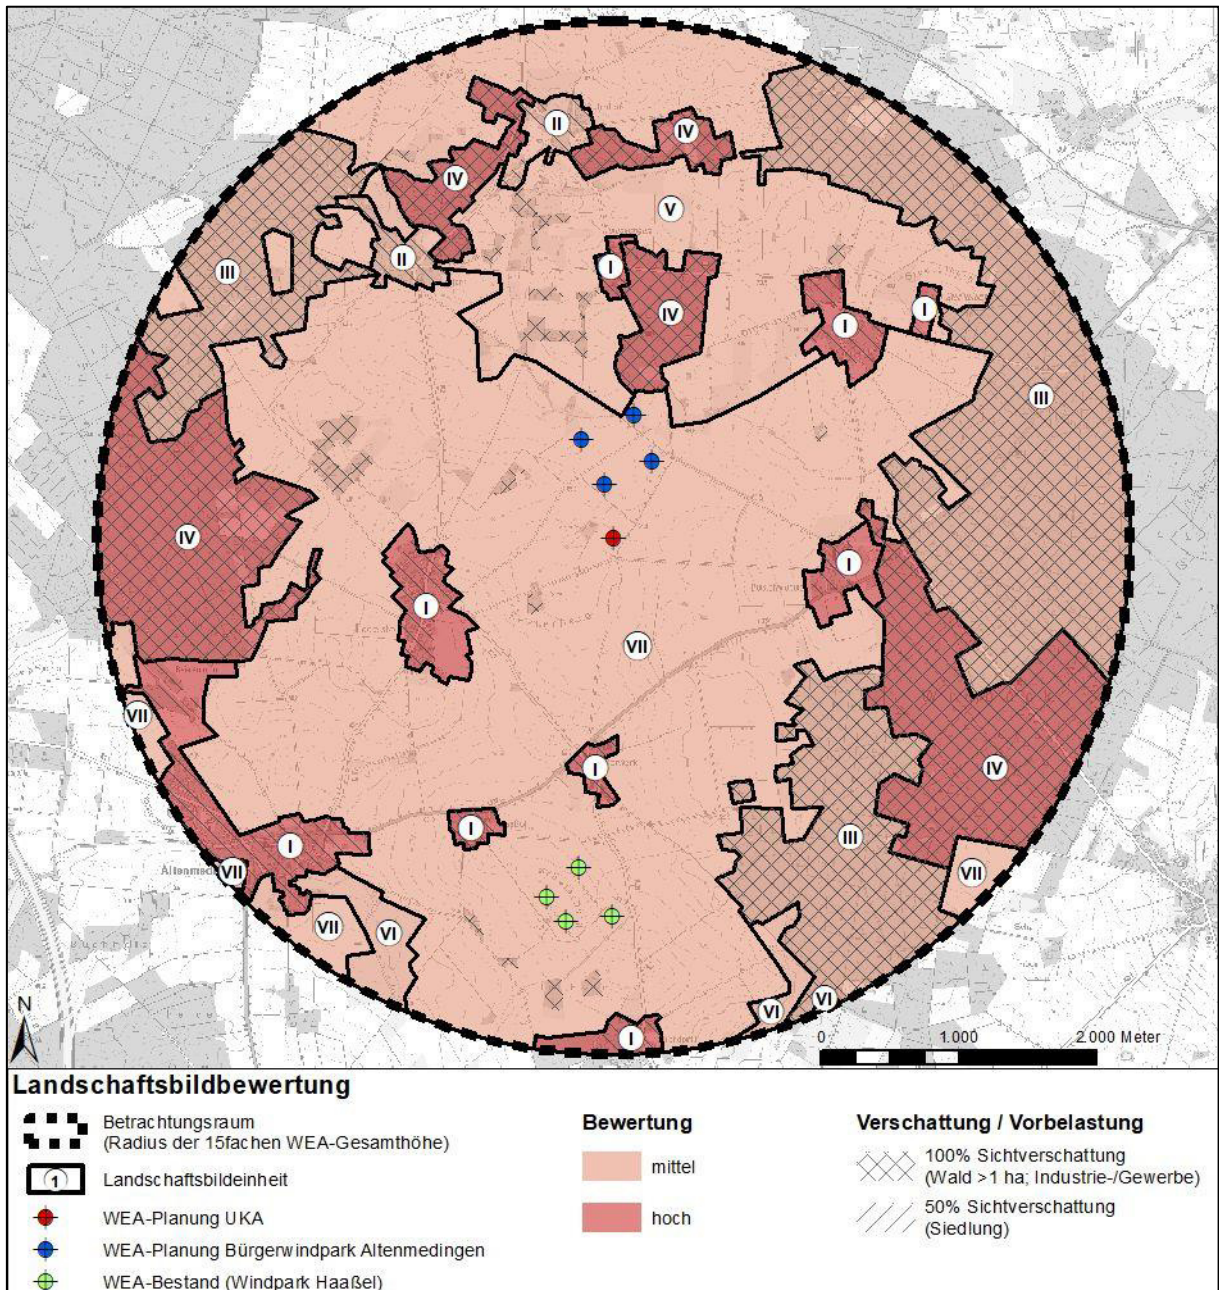 II
IV
IV
V
II
III
I
IV
I
I
III
IV
I
I
VII
VII
I
IV
I
I
III
VII
VII
VII
VI
VI
VI
I
N
0 1.000 2.000 Meter
Landschaftsbildbewertung
Betrachtungsraum
(Radius der 15fachen WEA-Gesamthöhe)
1 Landschaftsbildeinheit
WEA-Planung UKA
WEA-Planung Bürgerwindpark Altenmedingen
WEA-Bestand (Windpark Haaßel)
Bewertung
mittel
hoch
Verschattung / Vorbelastung
100% Sichtverschattung
(Wald >1 ha; Industrie-/Gewerbe)
50% Sichtverschattung
(Siedlung)